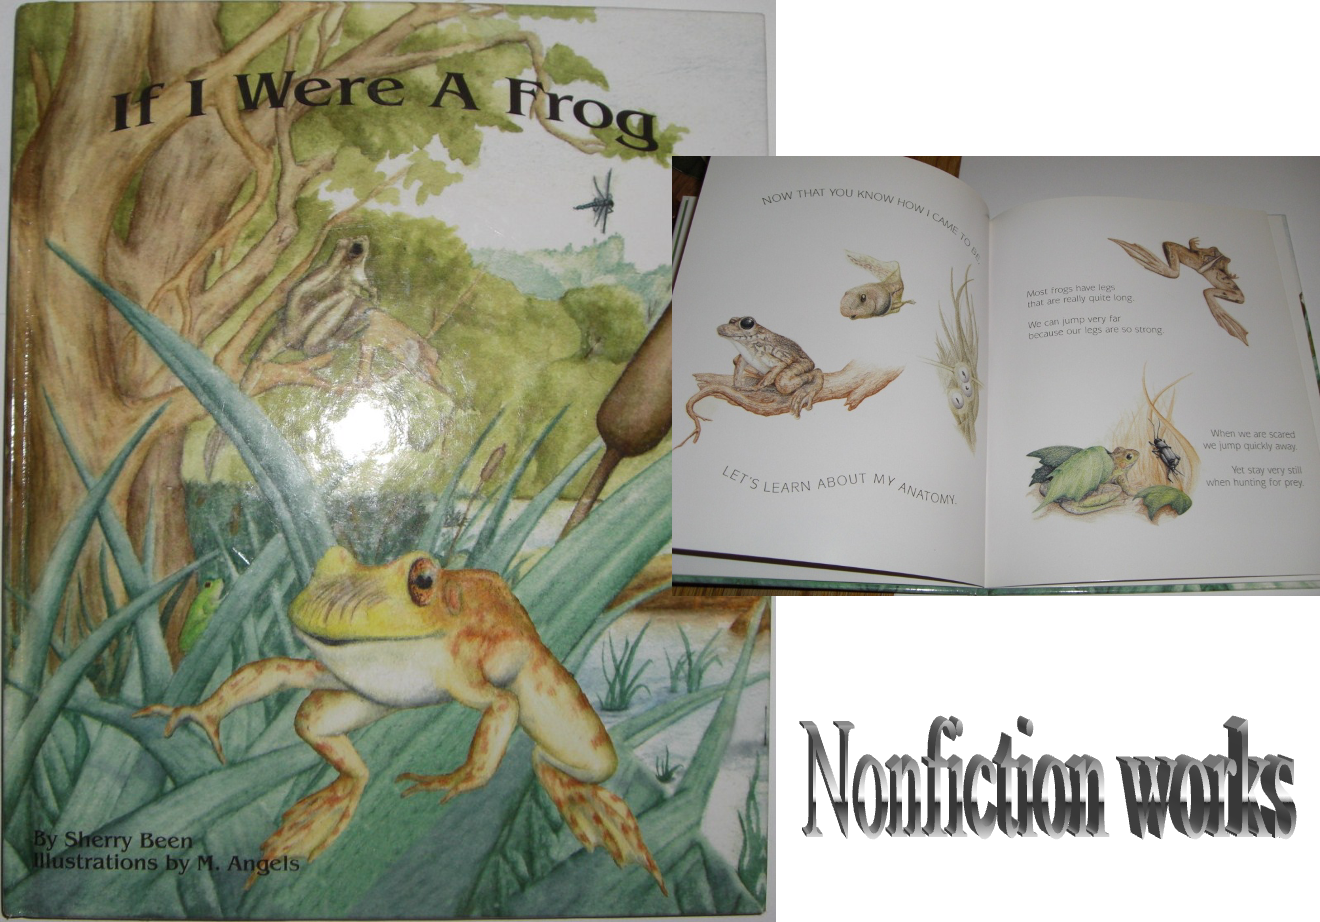 If I Were A Frog
By Sherry Been
Illustrations by M. Angels
NOW THAT YOU KNOW HOW I CAME TO BE,
LET'S LEARN ABOUT MY ANATOMY.
Most frogs have legs
that are really quite long.
We can jump very far
because our legs are so strong.
When we are scared
we jump quickly away.
Yet stay very still
when hunting for prey.
Nonfiction works